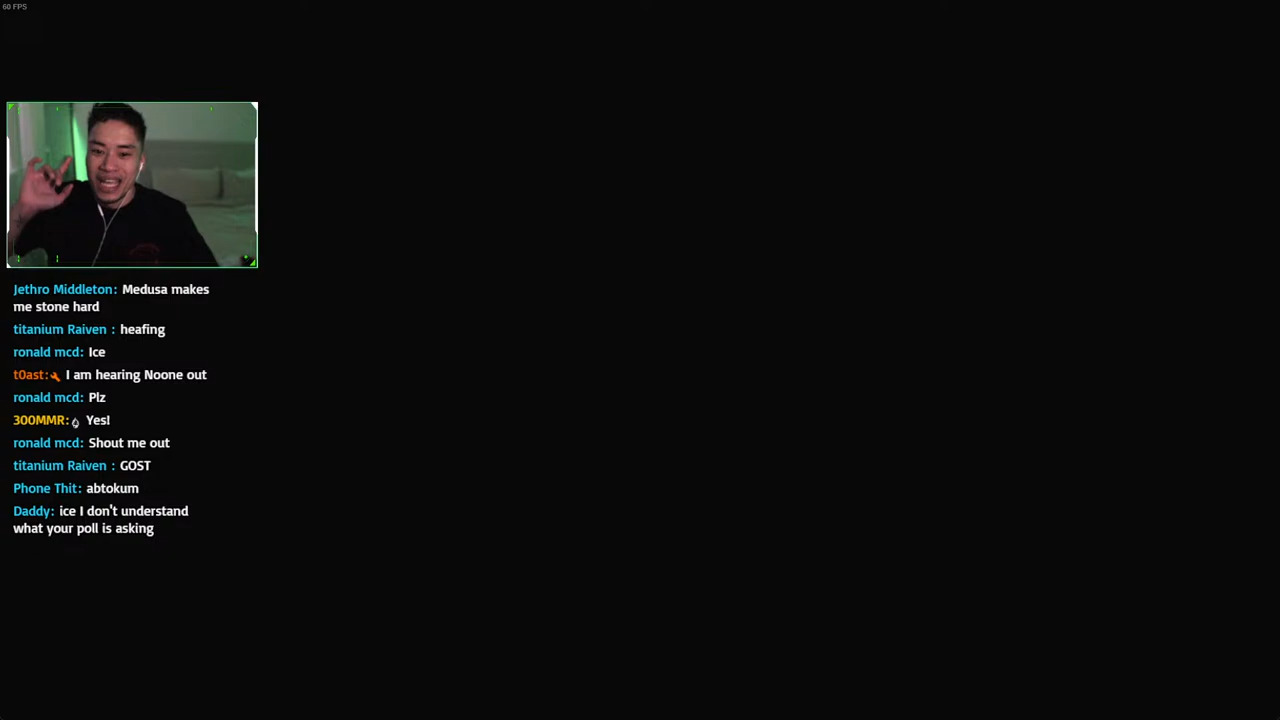 60 FPS
Jethro Middleton: Medusa makes
me stone hard
titanium Raiven : heafing
ronald mcd: Ice
t0ast: I am hearing Noone out
ronald mcd: Plz
300MMR: Yes!
ronald mcd: Shout me out
titanium Raiven : GOST
Phone Thit: abtokum
Daddy: ice I don't understand
what your poll is asking